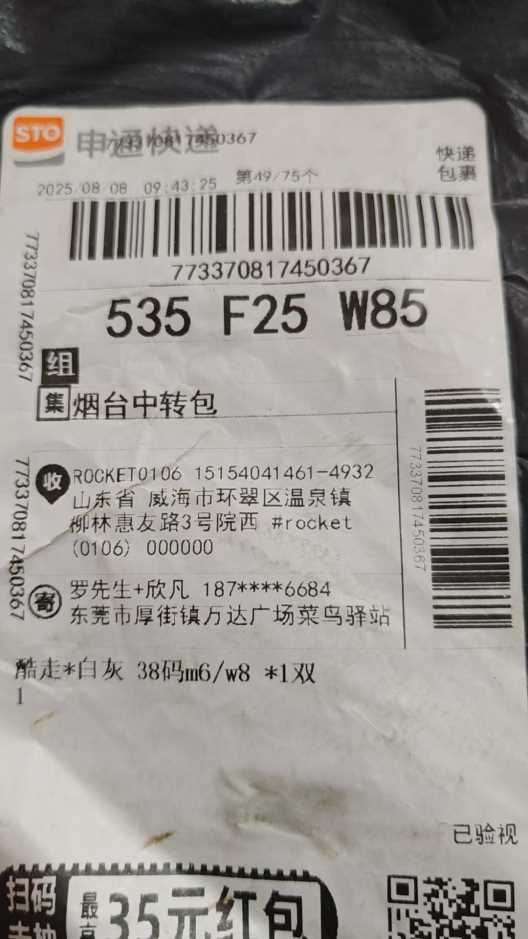 STO 申通快递
773370817450367
快递
包裹
2025/08/08 09:43:25 第49/75个
773370817450367
773370817450367
535 F25 W85
组
集 烟台中转包
773370817450367
773370817450367
收 ROCKET0106 15154041461-4932
山东省 威海市环翠区温泉镇
柳林惠友路3号院西 #rocket
(0106) 000000
寄 罗先生+欣凡 187****6684
东莞市厚街镇万达广场菜鸟驿站
酷走*白灰 38码m6/w8 *1双
1
已验视
扫码
最高35元红包